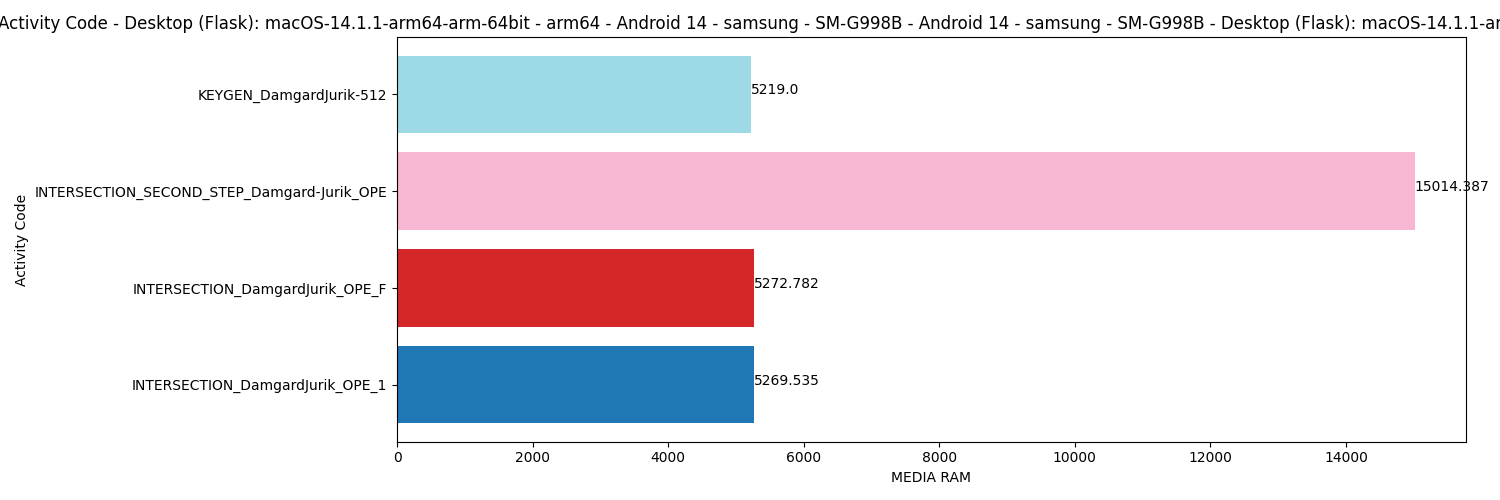 Activity Code - Desktop (Flask): macOS-14.1.1-arm64-arm-64bit - arm64 - Android 14 - samsung - SM-G998B - Android 14 - samsung - SM-G998B - Desktop (Flask): macOS-14.1.1-ar
KEYGEN_DamgardJurik-512
5219.0
INTERSECTION_SECOND_STEP_Damgard-Jurik_OPE
15014.387
INTERSECTION_DamgardJurik_OPE_F
5272.782
INTERSECTION_DamgardJurik_OPE_1
5269.535
Activity Code
0 2000 4000 6000 8000 10000 12000 14000
MEDIA RAM